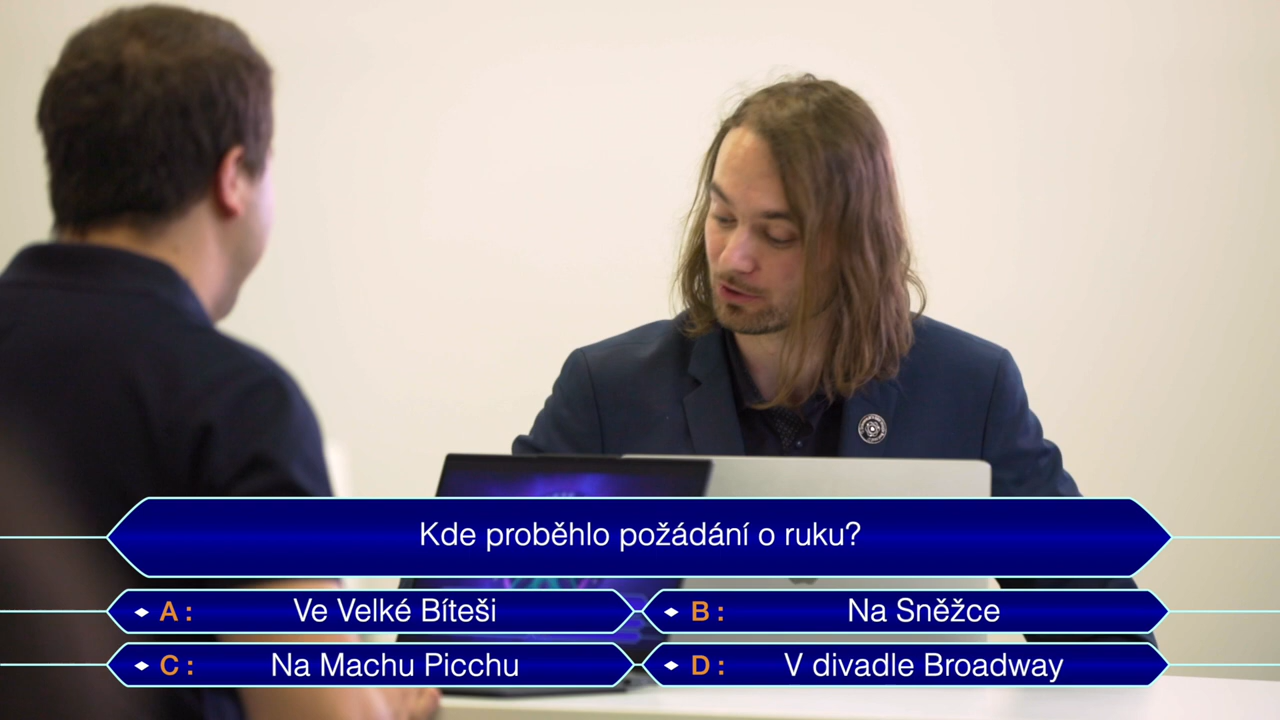 Kde proběhlo požádání o ruku?
A: Ve Velké Bíteši
B: Na Sněžce
C: Na Machu Picchu
D: V divadle Broadway